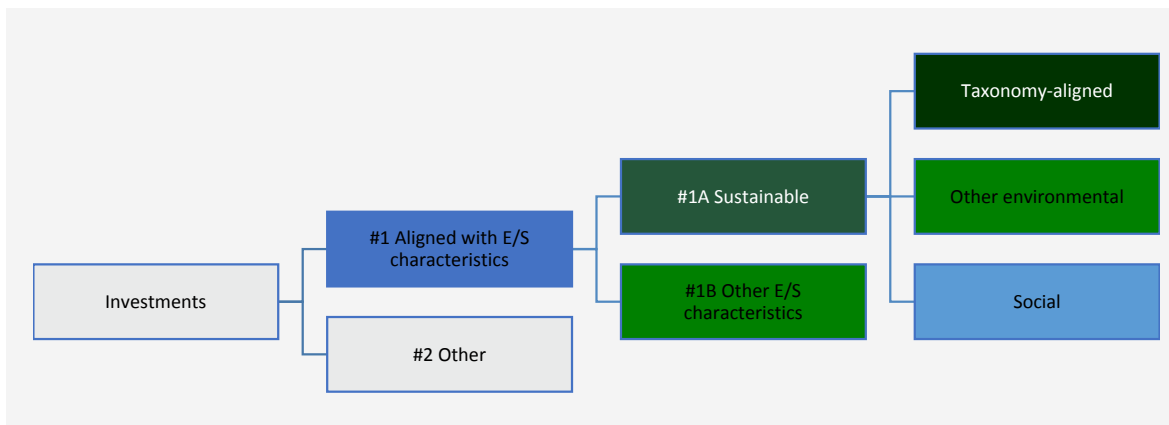 Investments
#1 Aligned with E/S
characteristics
#2 Other
#1A Sustainable
#1B Other E/S
characteristics
Taxonomy-aligned
Other environmental
Social